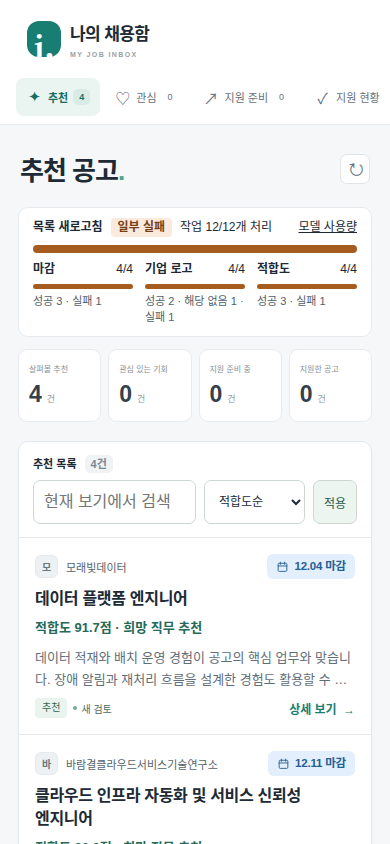 j.
나의 채용함
MY JOB INBOX
추천 4
관심 0
지원 준비 0
지원 현황
추천 공고.
목록 새로고침 일부 실패 작업 12/12개 처리 모델 사용량
마감 4/4
성공 3 · 실패 1
기업 로고 4/4
성공 2 · 해당 없음 1 ·
실패 1
적합도 4/4
성공 3 · 실패 1
살펴볼 추천
4 건
관심 있는 기회
0 건
지원 준비 중
0 건
지원한 공고
0 건
추천 목록 4건
현재 보기에서 검색 적합도순 적용
모 모래빛데이터 12.04 마감
데이터 플랫폼 엔지니어
적합도 91.7점 · 희망 직무 추천
데이터 적재와 배치 운영 경험이 공고의 핵심 업무와 맞습니
다. 장애 알림과 재처리 흐름을 설계한 경험도 활용할 수 …
추천 새 검토 상세 보기 →
바 바람결클라우드서비스기술연구소 12.11 마감
클라우드 인프라 자동화 및 서비스 신뢰성
엔지니어